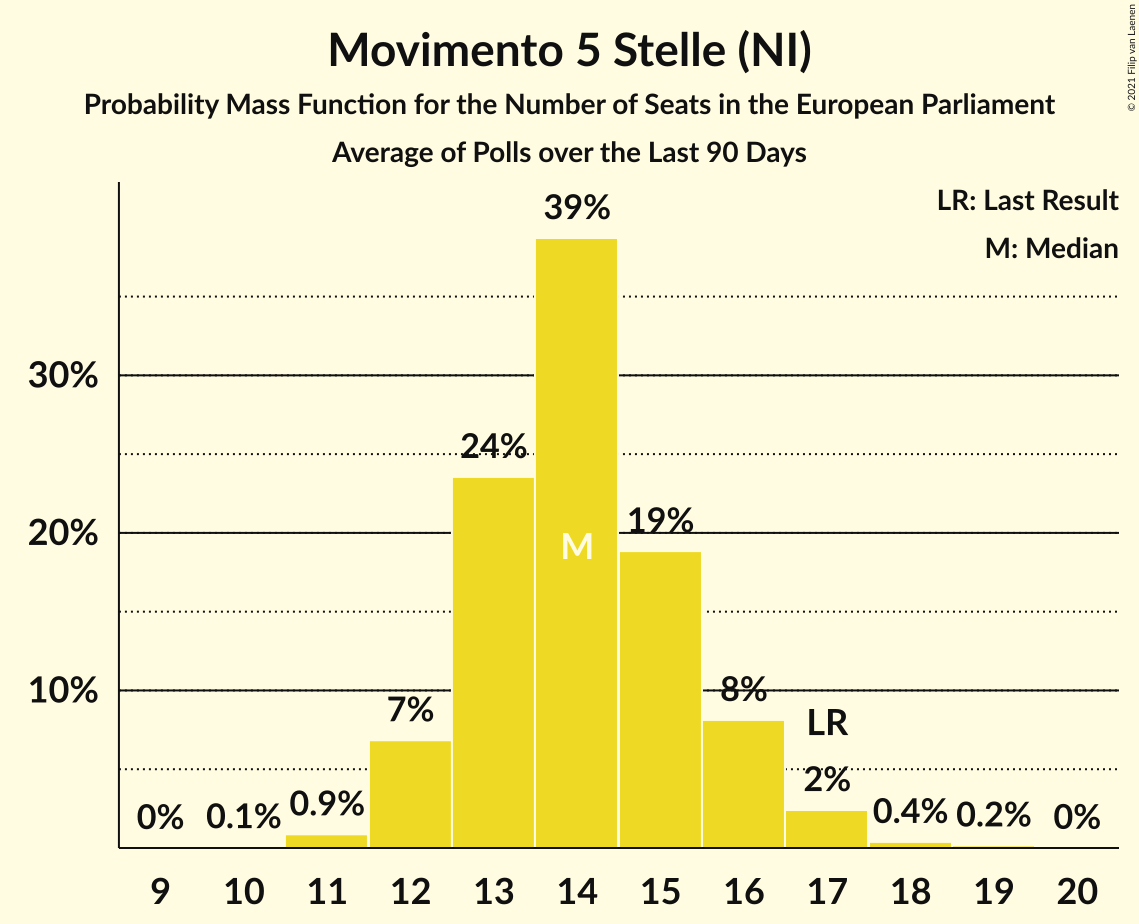 Movimento 5 Stelle (NI)
Probability Mass Function for the Number of Seats in the European Parliament
Average of Polls over the Last 90 Days
© 2021 Filip van Laenen
LR: Last Result
M: Median
39%
30%
24%
20%
19%
M
10%
8%
7%
LR
2%
0.9%
0.4%
0% 0.1% 0.2% 0%
9 10 11 12 13 14 15 16 17 18 19 20